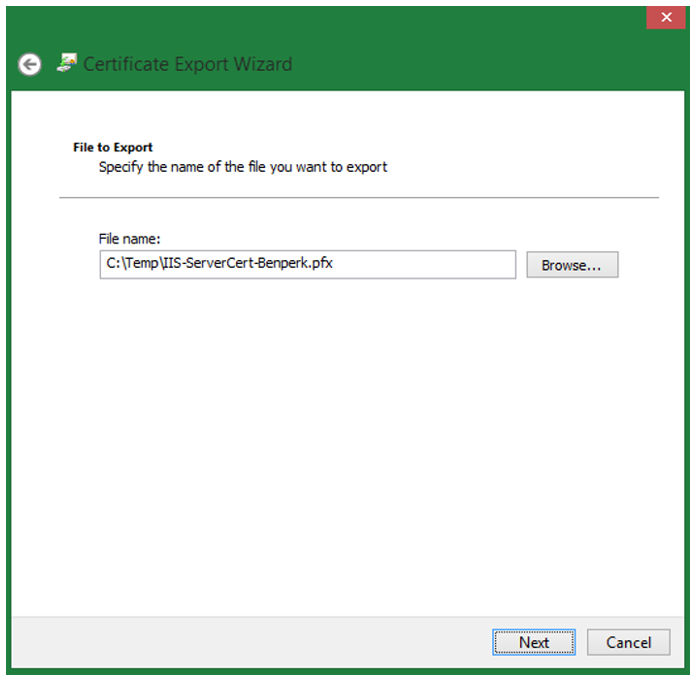 Certificate Export Wizard
File to Export
Specify the name of the file you want to export
File name:
C:\Temp\IIS-ServerCert-Benperk.pfx
Browse...
Next
Cancel